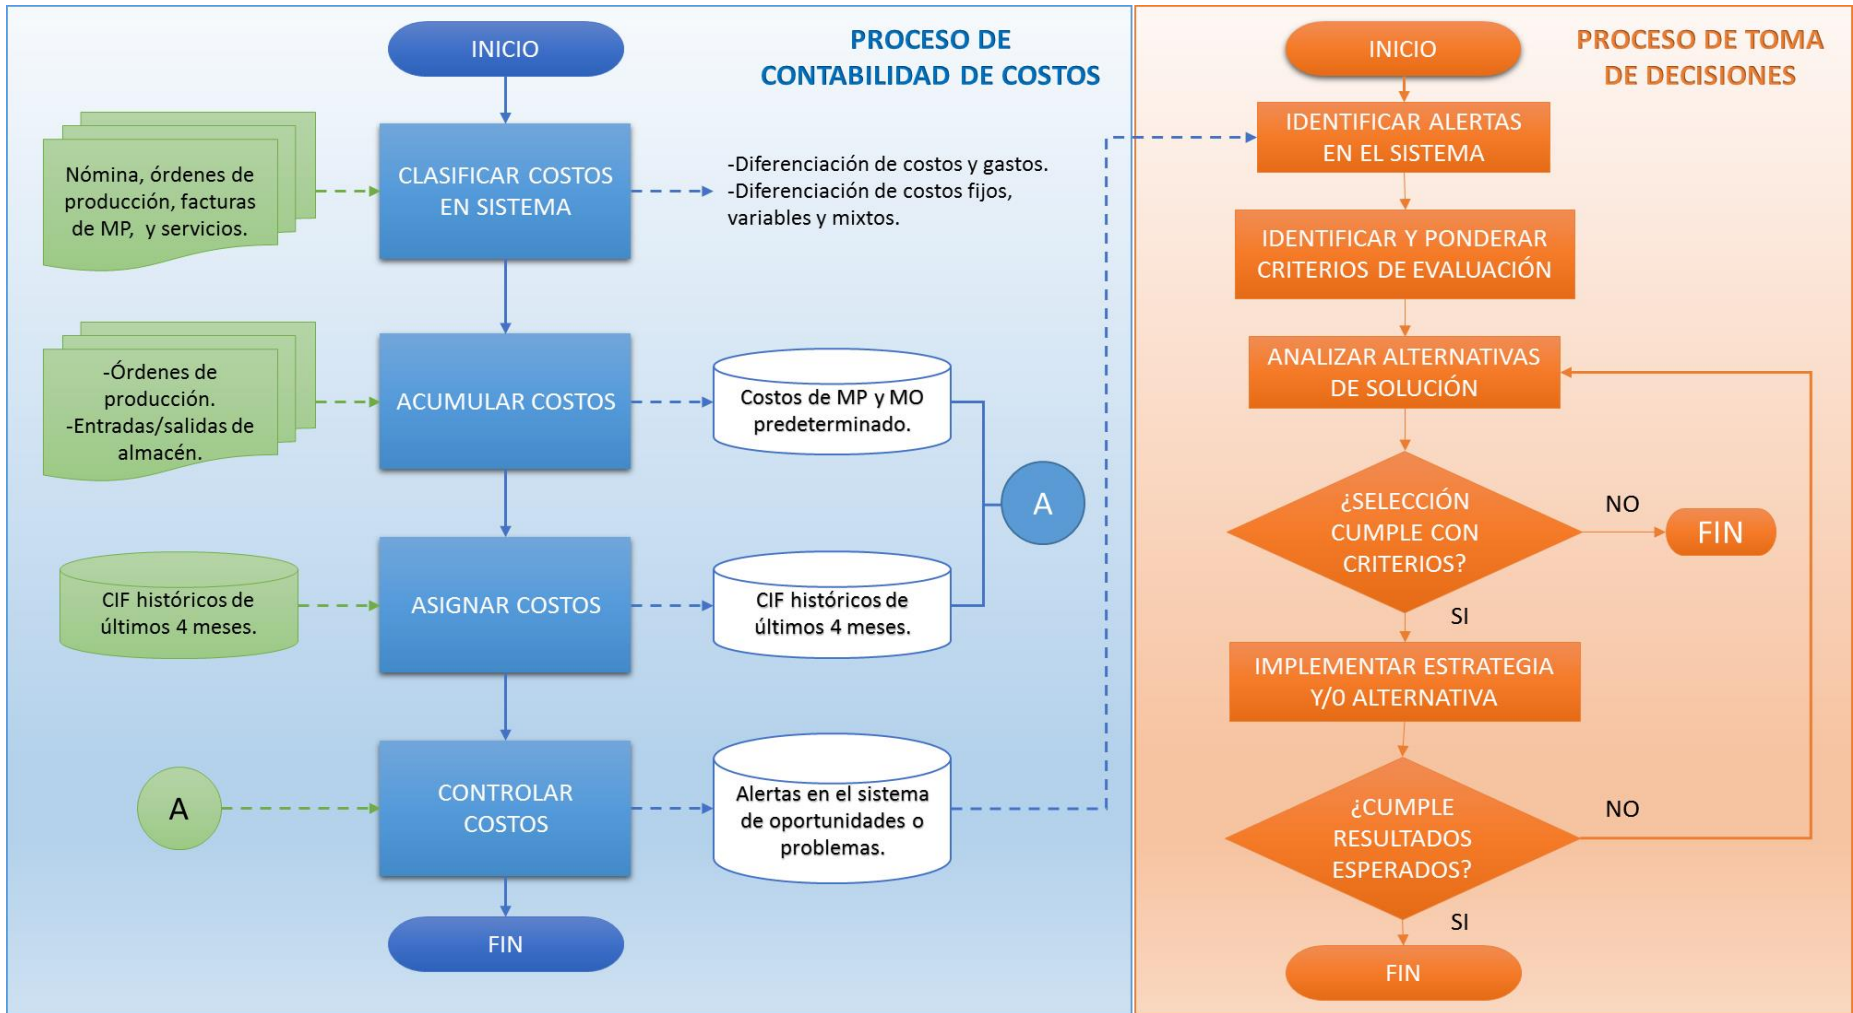 INICIO
PROCESO DE
CONTABILIDAD DE COSTOS
Nómina, órdenes de
producción, facturas
de MP,  y servicios.
CLASIFICAR COSTOS
EN SISTEMA
-Diferenciación de costos y gastos.
-Diferenciación de costos fijos,
variables y mixtos.
-Órdenes de
producción.
-Entradas/salidas de
almacén.
ACUMULAR COSTOS
Costos de MP y MO
predeterminado.
A
CIF históricos de
últimos 4 meses.
ASIGNAR COSTOS
CIF históricos de
últimos 4 meses.
A
CONTROLAR
COSTOS
Alertas en el sistema
de oportunidades o
problemas.
FIN
INICIO
PROCESO DE TOMA
DE DECISIONES
IDENTIFICAR ALERTAS
EN EL SISTEMA
IDENTIFICAR Y PONDERAR
CRITERIOS DE EVALUACIÓN
ANALIZAR ALTERNATIVAS
DE SOLUCIÓN
¿SELECCIÓN
CUMPLE CON
CRITERIOS?
NO
FIN
SI
IMPLEMENTAR ESTRATEGIA
Y/0 ALTERNATIVA
¿CUMPLE
RESULTADOS
ESPERADOS?
NO
SI
FIN